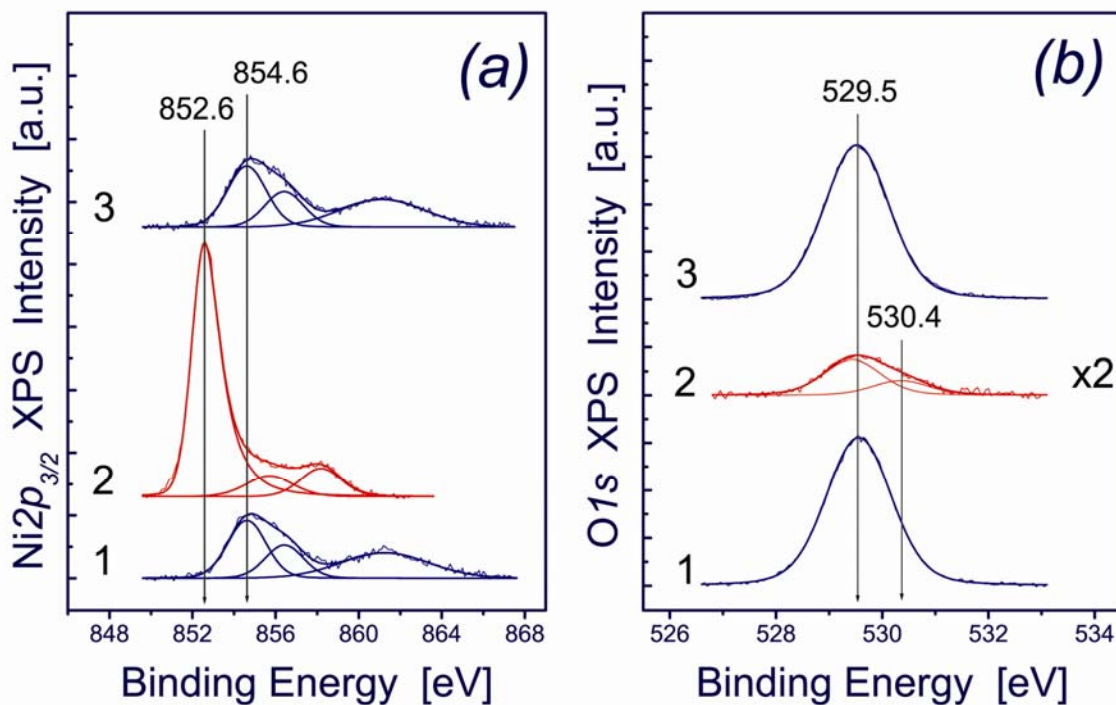 (a)
854.6
852.6
3
2
1
Ni2p3/2 XPS Intensity [a.u.]
848 852 856 860 864 868
Binding Energy [eV]
(b)
529.5
3
530.4
2 x2
1
O1s XPS Intensity [a.u.]
526 528 530 532 534
Binding Energy [eV]